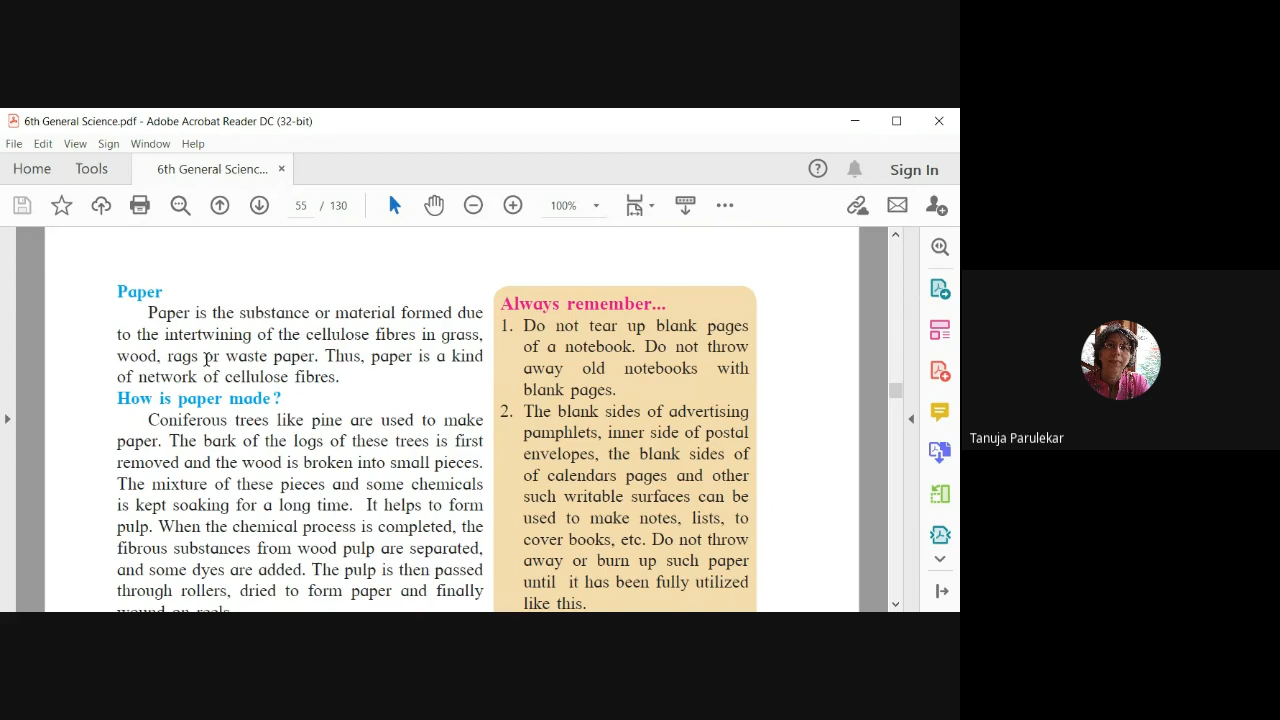 6th General Science.pdf - Adobe Acrobat Reader DC (32-bit)
File Edit View Sign Window Help
Home Tools 6th General Scienc... × Sign In
55 / 130 100%
Paper
Paper is the substance or material formed due
to the intertwining of the cellulose fibres in grass,
wood, rags or waste paper. Thus, paper is a kind
of network of cellulose fibres.
How is paper made?
Coniferous trees like pine are used to make
paper. The bark of the logs of these trees is first
removed and the wood is broken into small pieces.
The mixture of these pieces and some chemicals
is kept soaking for a long time. It helps to form
pulp. When the chemical process is completed, the
fibrous substances from wood pulp are separated,
and some dyes are added. The pulp is then passed
through rollers, dried to form paper and finally
wound on reels.
Always remember...
1. Do not tear up blank pages
of a notebook. Do not throw
away old notebooks with
blank pages.
2. The blank sides of advertising
pamphlets, inner side of postal
envelopes, the blank sides of
of calendars pages and other
such writable surfaces can be
used to make notes, lists, to
cover books, etc. Do not throw
away or burn up such paper
until it has been fully utilized
like this.
Tanuja Parulekar